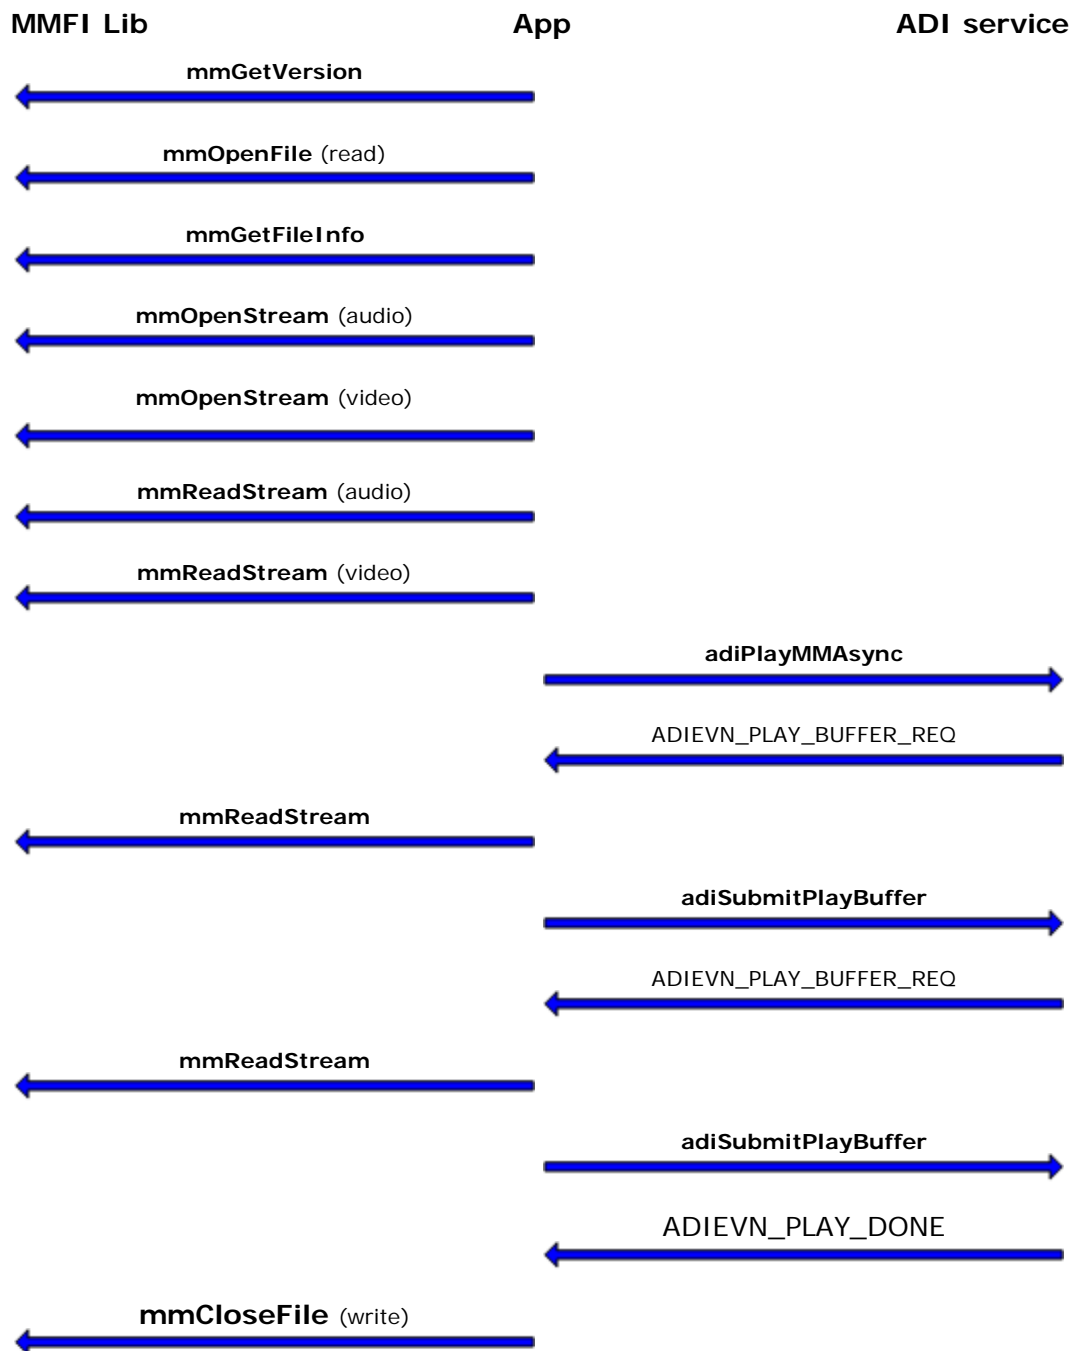 MMFI Lib App ADI service
mmGetVersion
mmOpenFile (read)
mmGetFileInfo
mmOpenStream (audio)
mmOpenStream (video)
mmReadStream (audio)
mmReadStream (video)
adiPlayMMAsync
ADIEVN_PLAY_BUFFER_REQ
mmReadStream
adiSubmitPlayBuffer
ADIEVN_PLAY_BUFFER_REQ
mmReadStream
adiSubmitPlayBuffer
ADIEVN_PLAY_DONE
mmCloseFile (write)